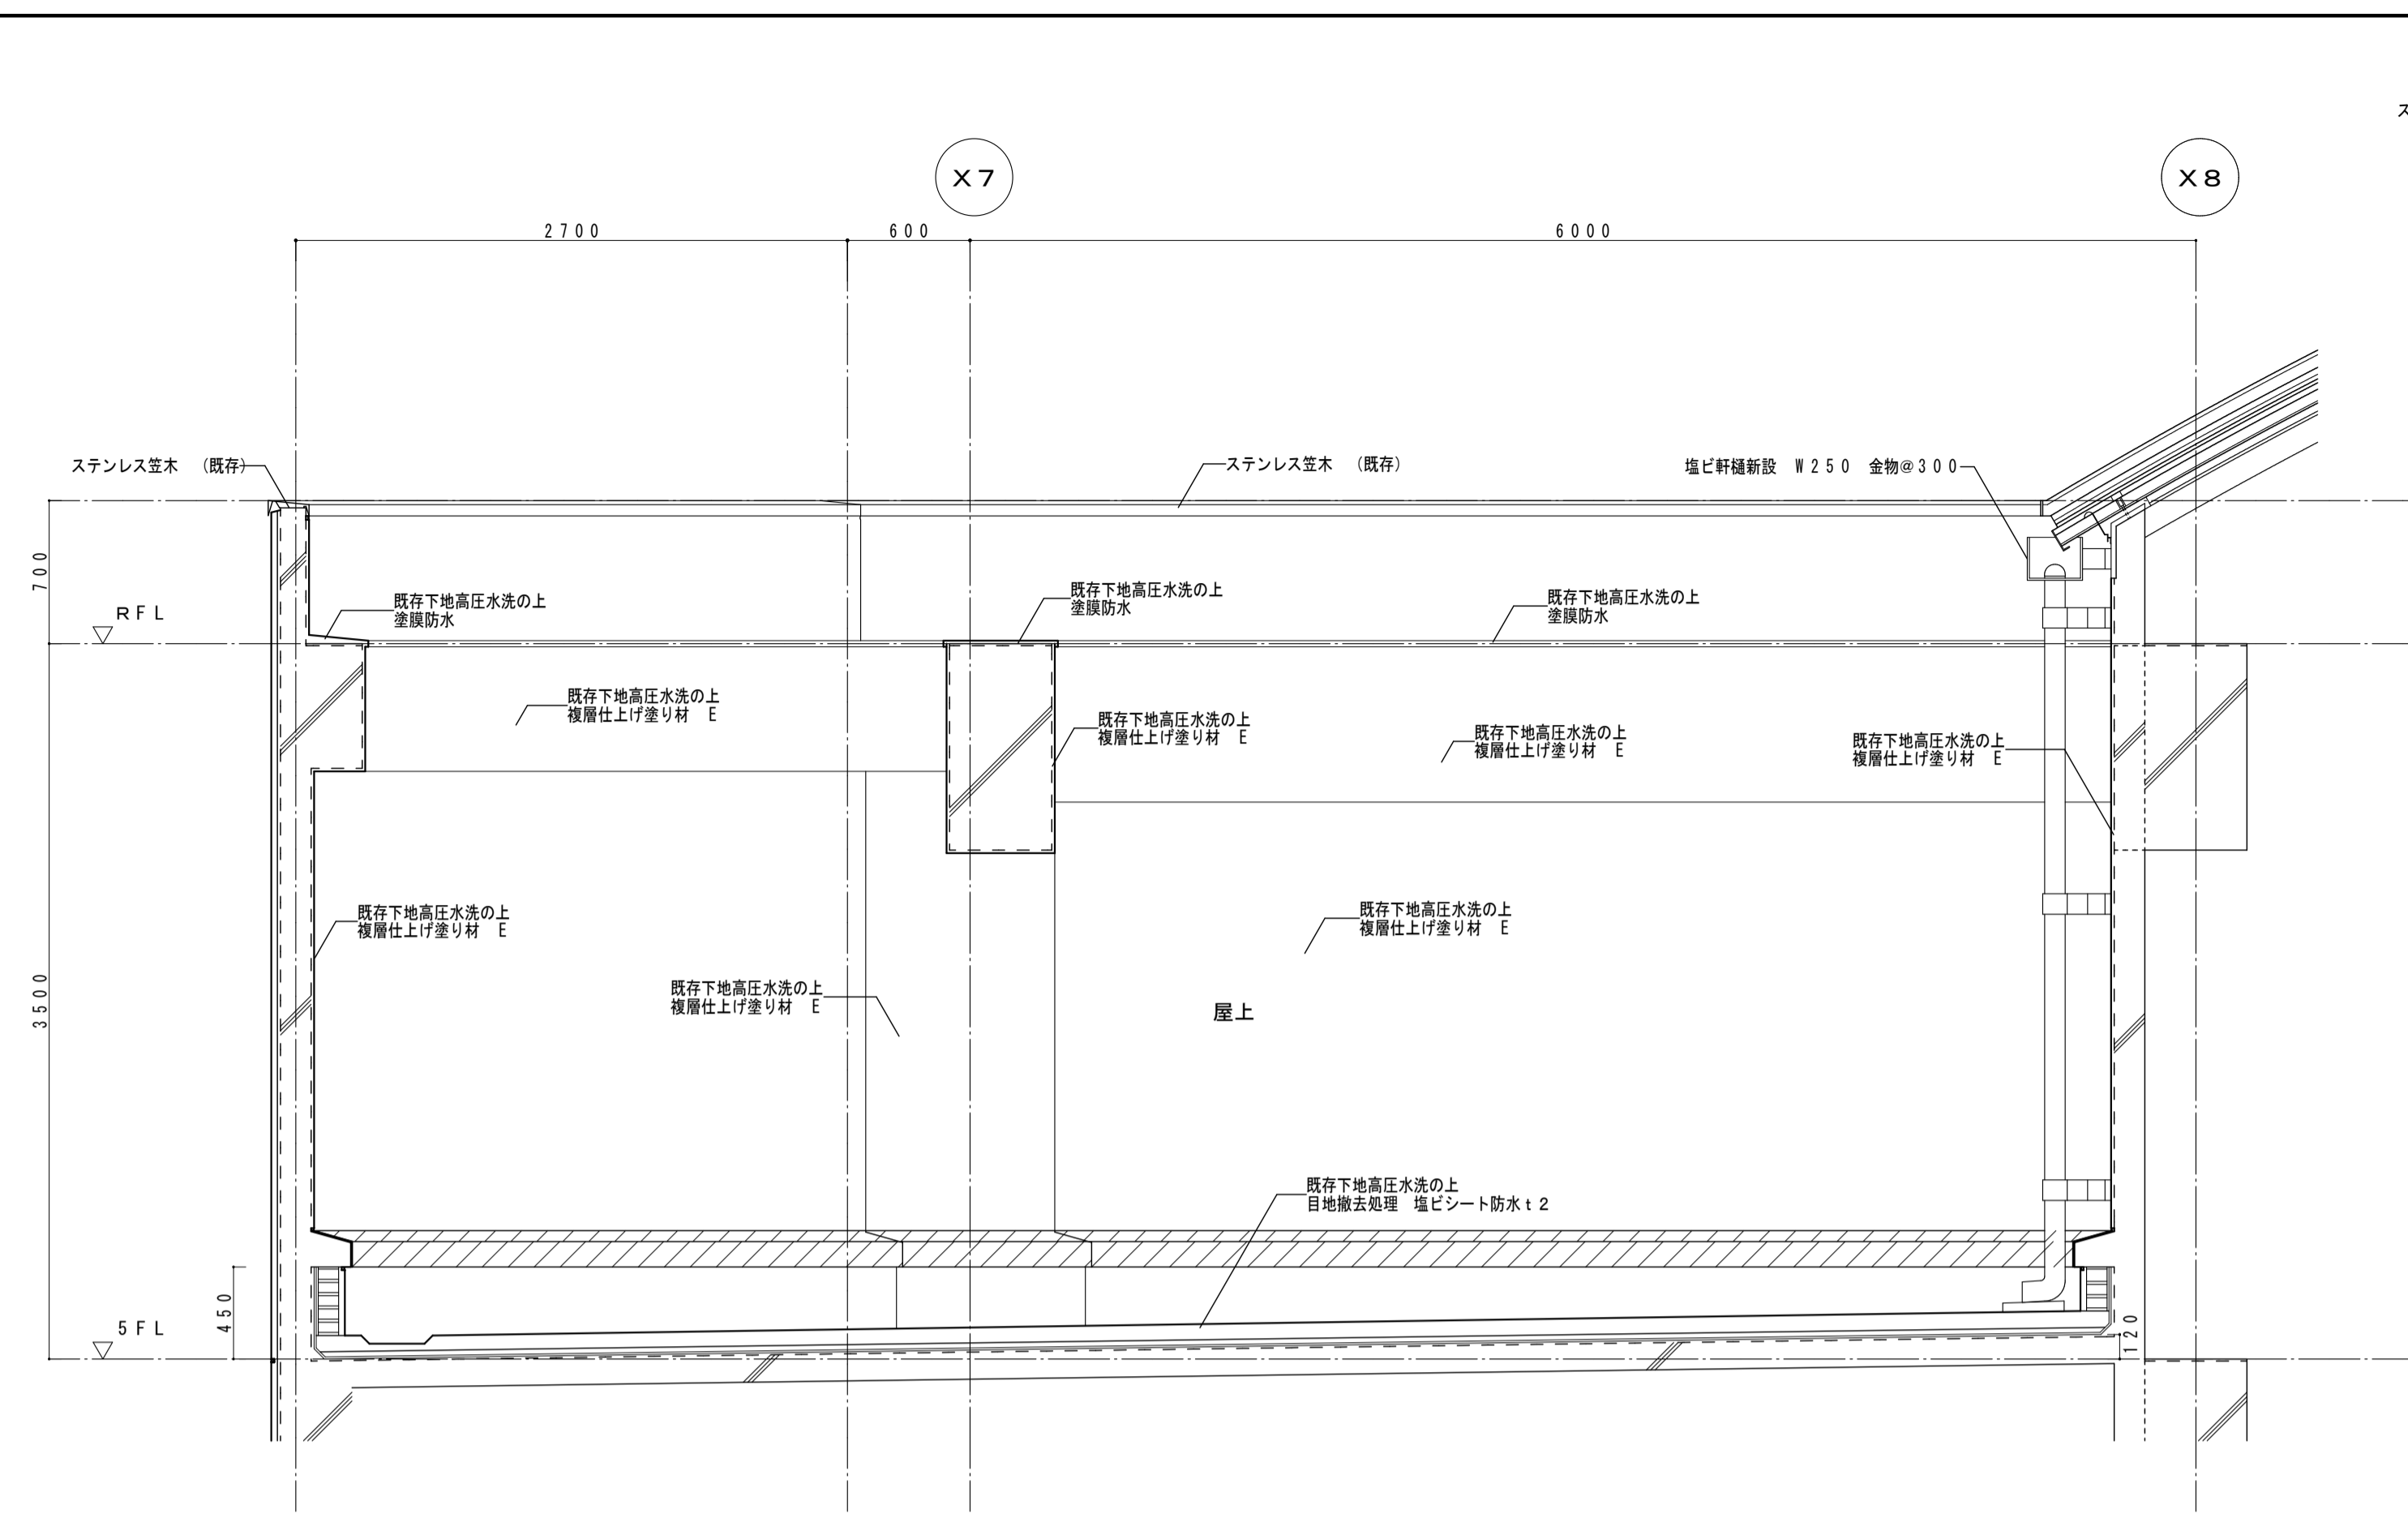 ス
X7
X8
2700
600
6000
ステンレス笠木　（既存）
ステンレス笠木　（既存）
塩ビ軒樋新設　W250　金物@300
700
RFL
既存下地高圧水洗の上
塗膜防水
既存下地高圧水洗の上
塗膜防水
既存下地高圧水洗の上
塗膜防水
既存下地高圧水洗の上
複層仕上げ塗り材　E
既存下地高圧水洗の上
複層仕上げ塗り材　E
既存下地高圧水洗の上
複層仕上げ塗り材　E
既存下地高圧水洗の上
複層仕上げ塗り材　E
既存下地高圧水洗の上
複層仕上げ塗り材　E
既存下地高圧水洗の上
複層仕上げ塗り材　E
3500
既存下地高圧水洗の上
複層仕上げ塗り材　E
屋上
既存下地高圧水洗の上
目地撤去処理　塩ビシート防水t2
450
5FL
120